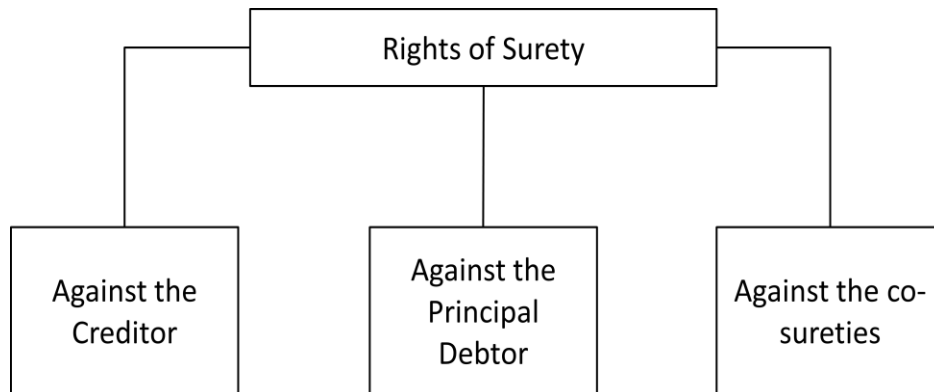 Rights of Surety
Against the
Creditor
Against the
Principal
Debtor
Against the co-
sureties